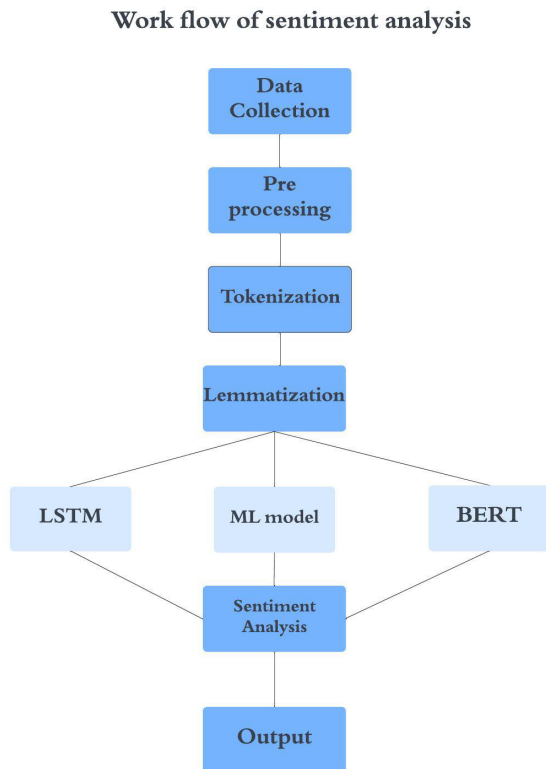 Work flow of sentiment analysis
Data
Collection
Pre
processing
Tokenization
Lemmatization
LSTM
ML model
BERT
Sentiment
Analysis
Output